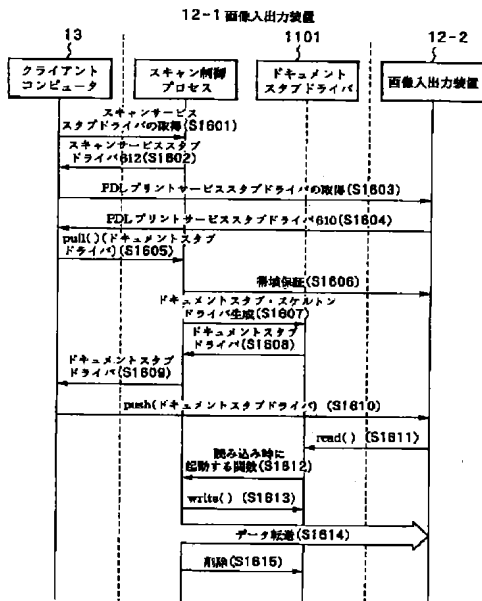 12-1 画像入出力装置
13
1101
12-2
クライアント
コンピュータ
スキャン制御
プロセス
ドキュメント
スタブドライバ
画像入出力装置
スキャンサービス
スタブドライバの取得(S1601)
スキャンサービススタブ
ドライバ612(S1602)
PDLプリントサービススタブドライバの取得(S1603)
PDLプリントサービススタブドライバ610(S1604)
pull()(ドキュメントスタブ
ドライバ)(S1605)
帯域保証(S1606)
ドキュメントスタブ・スケルトン
ドライバ生成(S1607)
ドキュメントスタブ
ドライバ(S1608)
ドキュメントスタブ
ドライバ(S1609)
push(ドキュメントスタブドライバ) (S1610)
read() (S1611)
読み込み時に
起動する関数(S1612)
write() (S1613)
データ転送(S1614)
削除(S1615)